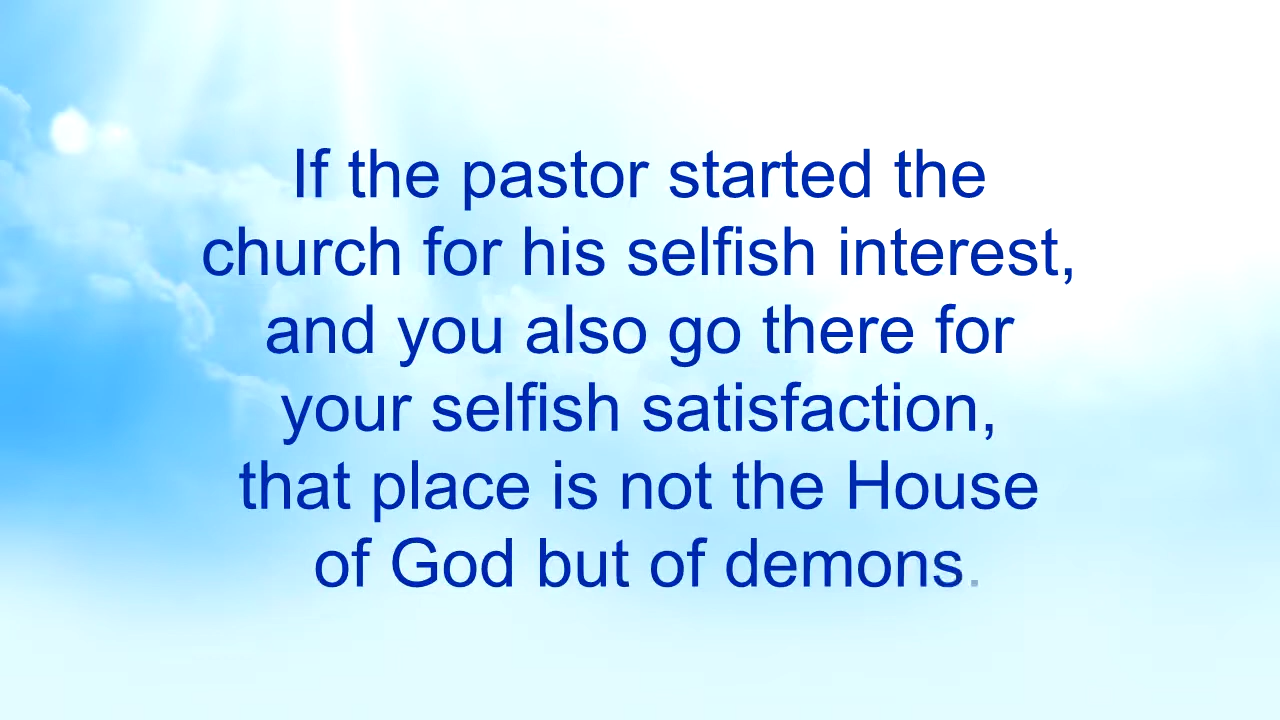 If the pastor started the
church for his selfish interest,
and you also go there for
your selfish satisfaction,
that place is not the House
of God but of demons.